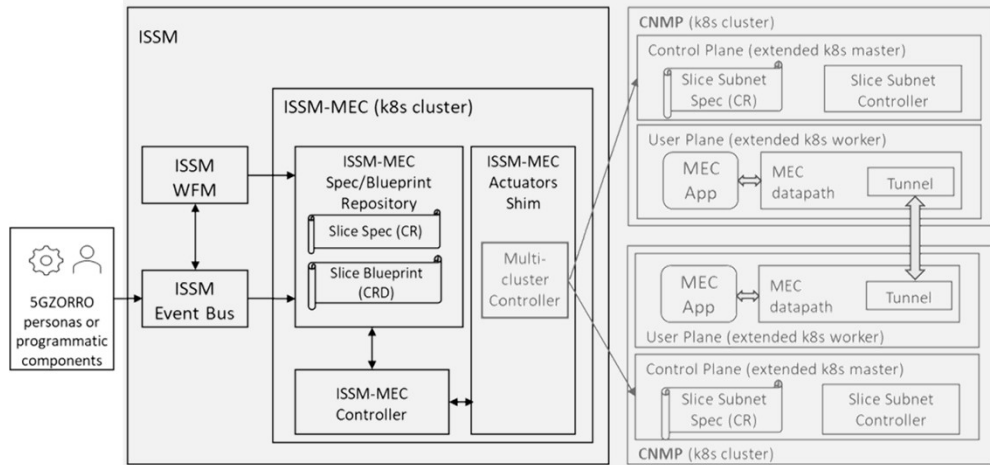 ISSM
ISSM-MEC (k8s cluster)
ISSM
WFM
ISSM
Event Bus
5GZORRO
personas or
programmatic
components
ISSM-MEC
Spec/Blueprint
Repository
Slice Spec (CR)
Slice Blueprint
(CRD)
ISSM-MEC
Controller
ISSM-MEC
Actuators
Shim
Multi-
cluster
Controller
CNMP (k8s cluster)
Control Plane (extended k8s master)
Slice Subnet
Spec (CR)
Slice Subnet
Controller
User Plane (extended k8s worker)
MEC
App
MEC
datapath
Tunnel
MEC
App
MEC
datapath
Tunnel
User Plane (extended k8s worker)
Control Plane (extended k8s master)
Slice Subnet
Spec (CR)
Slice Subnet
Controller
CNMP (k8s cluster)